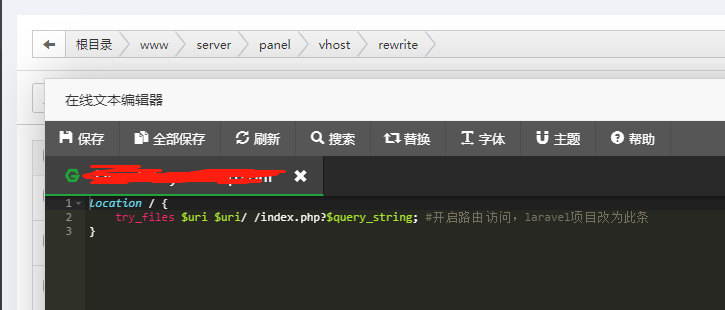 根目录 www server panel vhost rewrite
在线文本编辑器
保存 全部保存 刷新 搜索 替换 字体 主题 帮助
1 location / {
2 try_files $uri $uri/ /index.php?$query_string; #开启路由访问，laravel项目改为此条
3 }